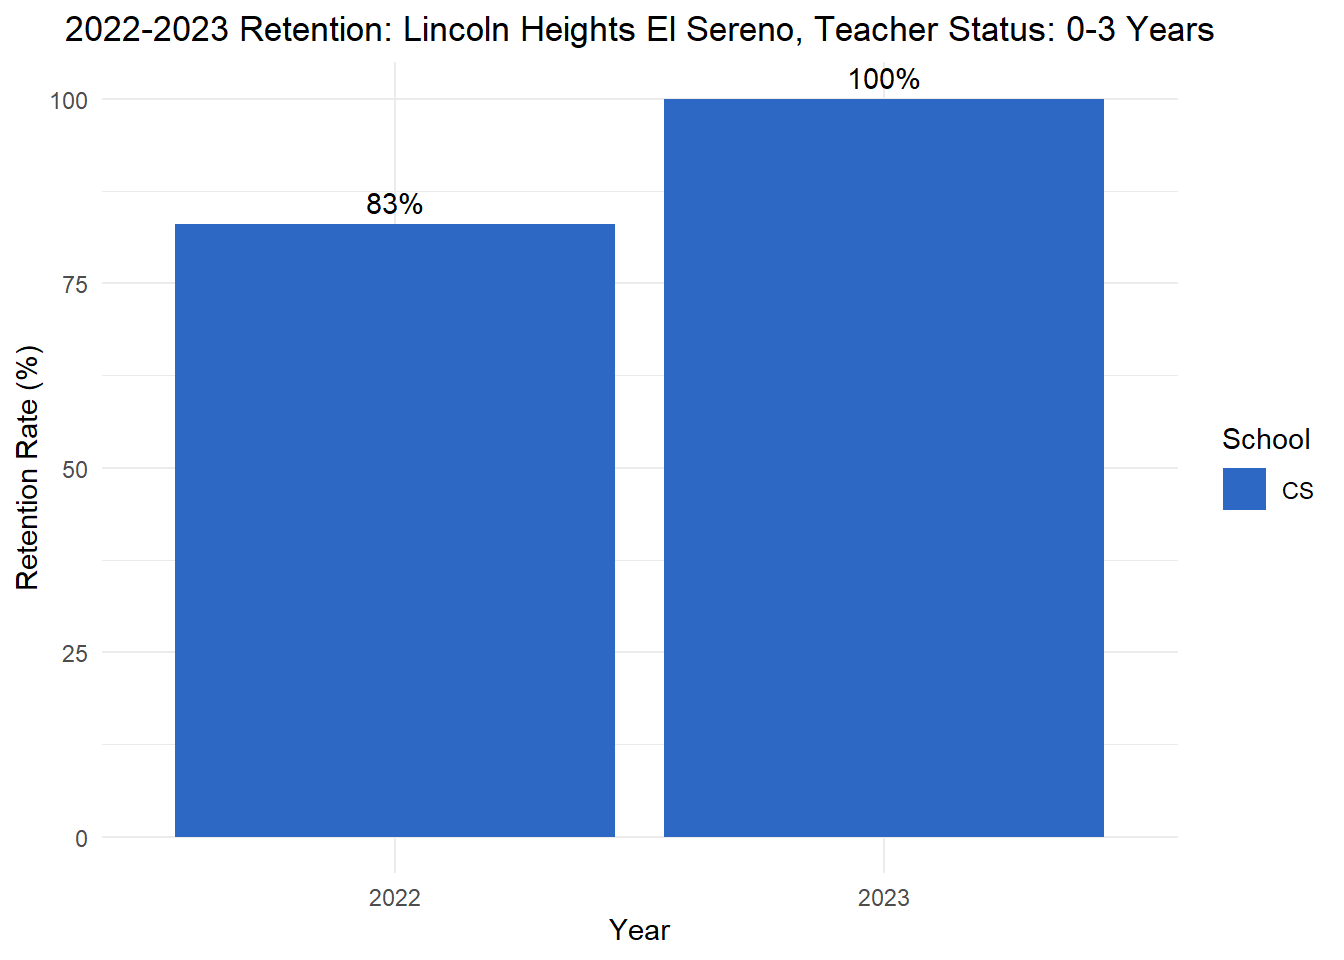 2022-2023 Retention: Lincoln Heights El Sereno, Teacher Status: 0-3 Years
100%
83%
100
75
50
25
0
Retention Rate (%)
2022
2023
Year
School
CS